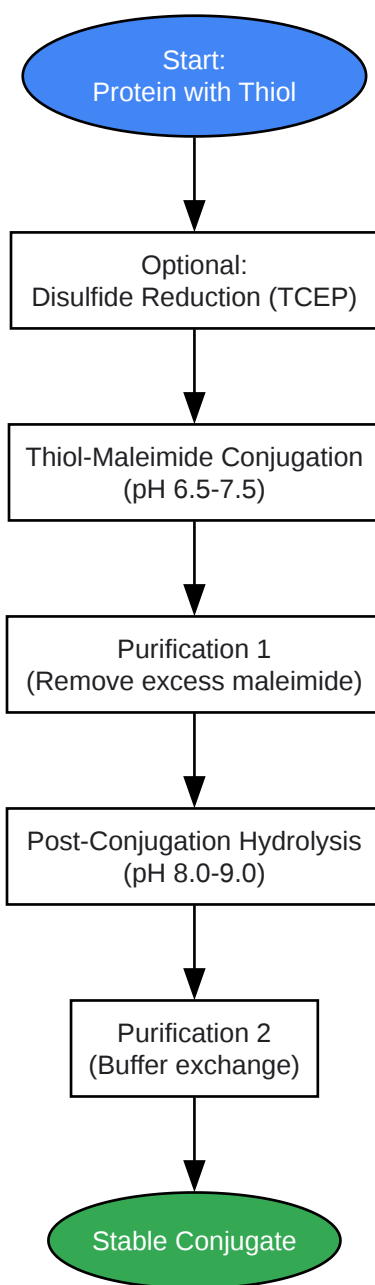 Start:
Protein with Thiol
Optional:
Disulfide Reduction (TCEP)
Thiol-Maleimide Conjugation
(pH 6.5-7.5)
Purification 1
(Remove excess maleimide)
Post-Conjugation Hydrolysis
(pH 8.0-9.0)
Purification 2
(Buffer exchange)
Stable Conjugate